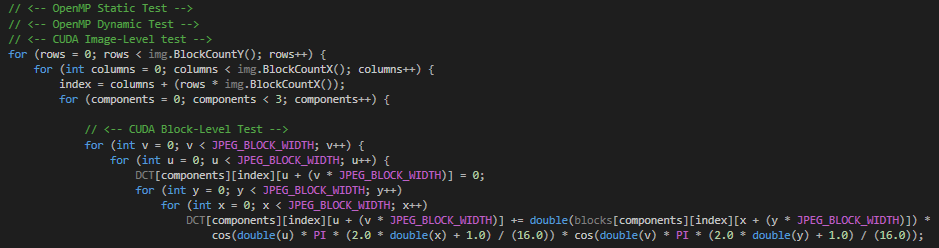 // <-- OpenMP Static Test -->
// <-- OpenMP Dynamic Test -->
// <-- CUDA Image-Level test -->
for (rows = 0; rows < img.BlockCountY(); rows++) {
    for (int columns = 0; columns < img.BlockCountX(); columns++) {
        index = columns + (rows * img.BlockCountX());
        for (components = 0; components < 3; components++) {

            // <-- CUDA Block-Level Test -->
            for (int v = 0; v < JPEG_BLOCK_WIDTH; v++) {
                for (int u = 0; u < JPEG_BLOCK_WIDTH; u++) {
                    DCT[components][index][u + (v * JPEG_BLOCK_WIDTH)] = 0;
                    for (int y = 0; y < JPEG_BLOCK_WIDTH; y++)
                        for (int x = 0; x < JPEG_BLOCK_WIDTH; x++)
                            DCT[components][index][u + (v * JPEG_BLOCK_WIDTH)] += double(blocks[components][index][x + (y * JPEG_BLOCK_WIDTH)]) *
                                cos(double(u) * PI * (2.0 * double(x) + 1.0) / (16.0)) * cos(double(v) * PI * (2.0 * double(y) + 1.0) / (16.0));